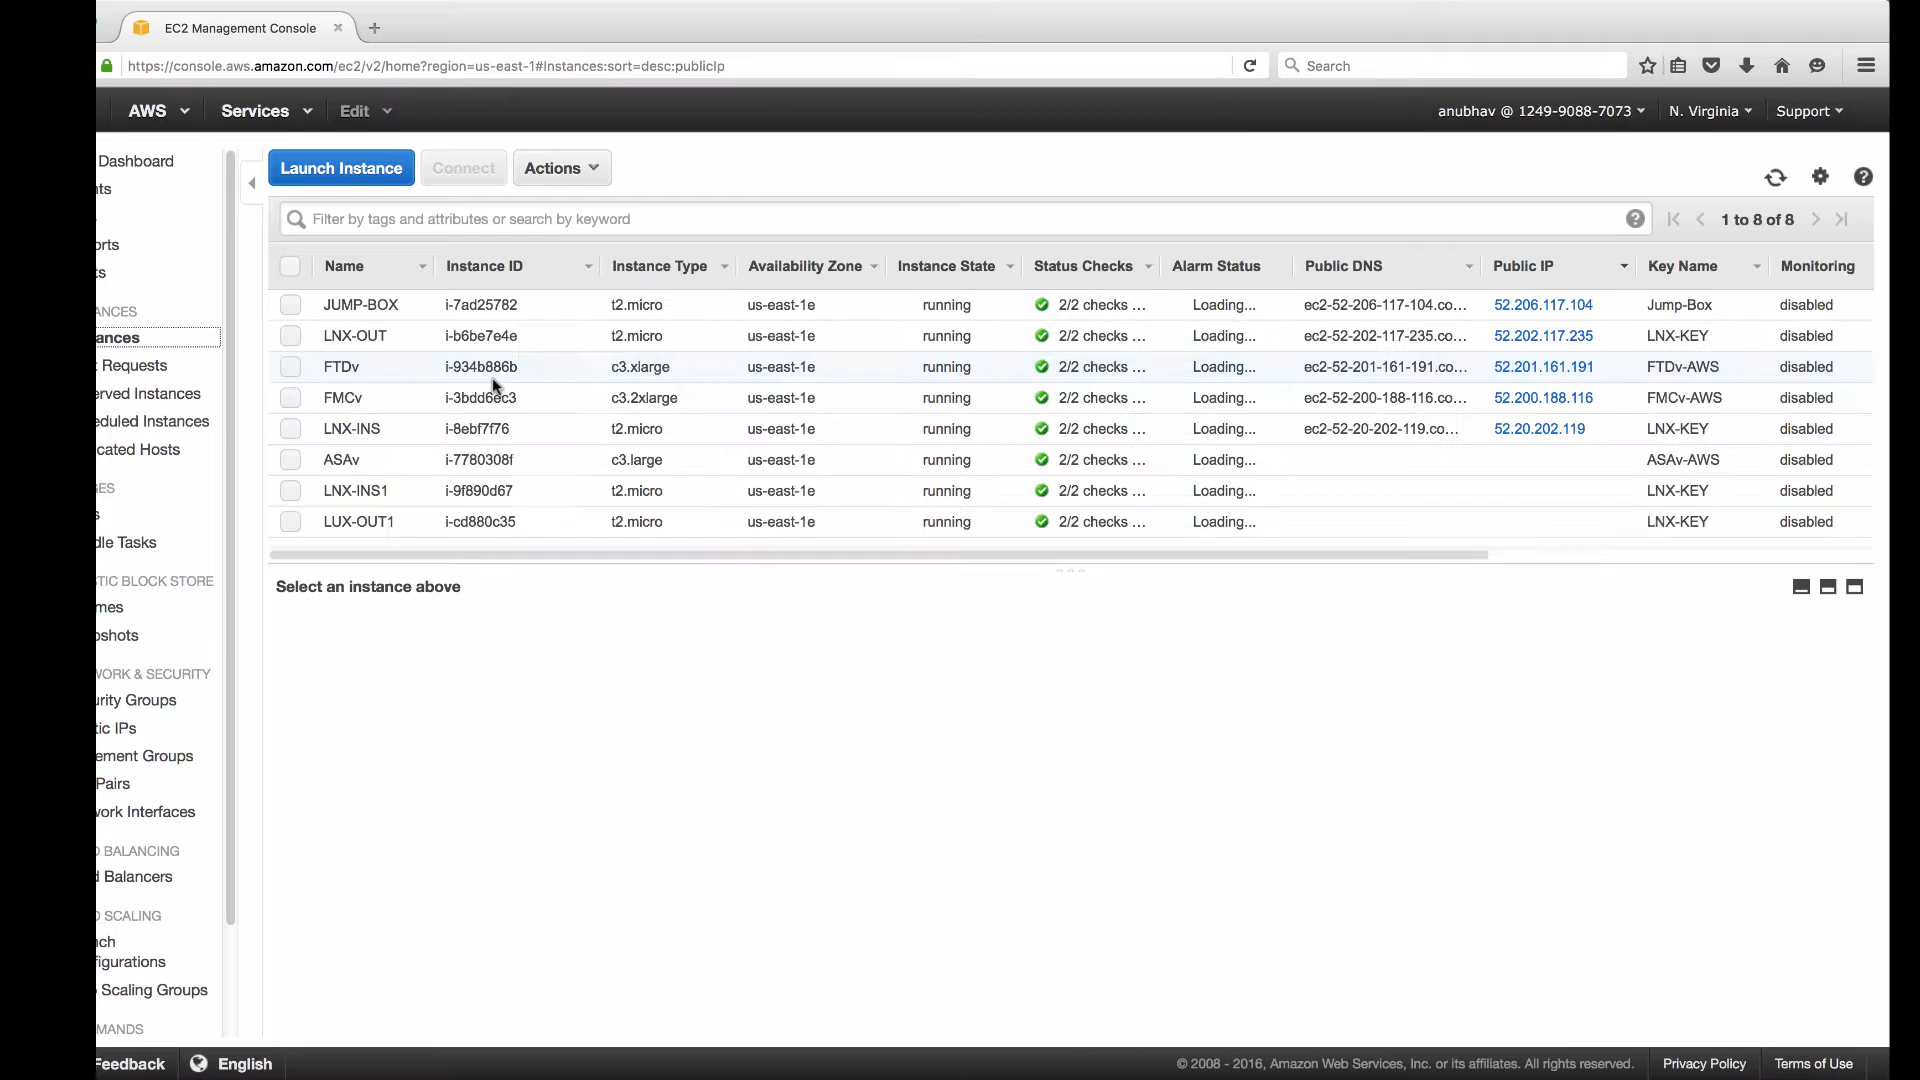 EC2 Management Console
https://console.aws.amazon.com/ec2/v2/home?region=us-east-1#Instances:sort=desc:publicIp
Search
AWS Services Edit anubhav @ 1249-9088-7073 N. Virginia Support
Dashboard
nts
orts
ts
ANCES
ances
t Requests
erved Instances
eduled Instances
cated Hosts
GES
s
dle Tasks
STIC BLOCK STORE
mes
pshots
WORK & SECURITY
urity Groups
tic IPs
ement Groups
Pairs
work Interfaces
D BALANCING
d Balancers
O SCALING
nch
figurations
o Scaling Groups
MANDS
Launch Instance Connect Actions
Filter by tags and attributes or search by keyword 1 to 8 of 8
Name Instance ID Instance Type Availability Zone Instance State Status Checks Alarm Status Public DNS Public IP Key Name Monitoring
JUMP-BOX i-7ad25782 t2.micro us-east-1e running 2/2 checks ... Loading... ec2-52-206-117-104.co... 52.206.117.104 Jump-Box disabled
LNX-OUT i-b6be7e4e t2.micro us-east-1e running 2/2 checks ... Loading... ec2-52-202-117-235.co... 52.202.117.235 LNX-KEY disabled
FTDv i-934b886b c3.xlarge us-east-1e running 2/2 checks ... Loading... ec2-52-201-161-191.co... 52.201.161.191 FTDv-AWS disabled
FMCv i-3bdd6ec3 c3.2xlarge us-east-1e running 2/2 checks ... Loading... ec2-52-200-188-116.co... 52.200.188.116 FMCv-AWS disabled
LNX-INS i-8ebf7f76 t2.micro us-east-1e running 2/2 checks ... Loading... ec2-52-20-202-119.co... 52.20.202.119 LNX-KEY disabled
ASAv i-7780308f c3.large us-east-1e running 2/2 checks ... Loading... ASAv-AWS disabled
LNX-INS1 i-9f890d67 t2.micro us-east-1e running 2/2 checks ... Loading... LNX-KEY disabled
LUX-OUT1 i-cd880c35 t2.micro us-east-1e running 2/2 checks ... Loading... LNX-KEY disabled
Select an instance above
Feedback English © 2008 - 2016, Amazon Web Services, Inc. or its affiliates. All rights reserved. Privacy Policy Terms of Use